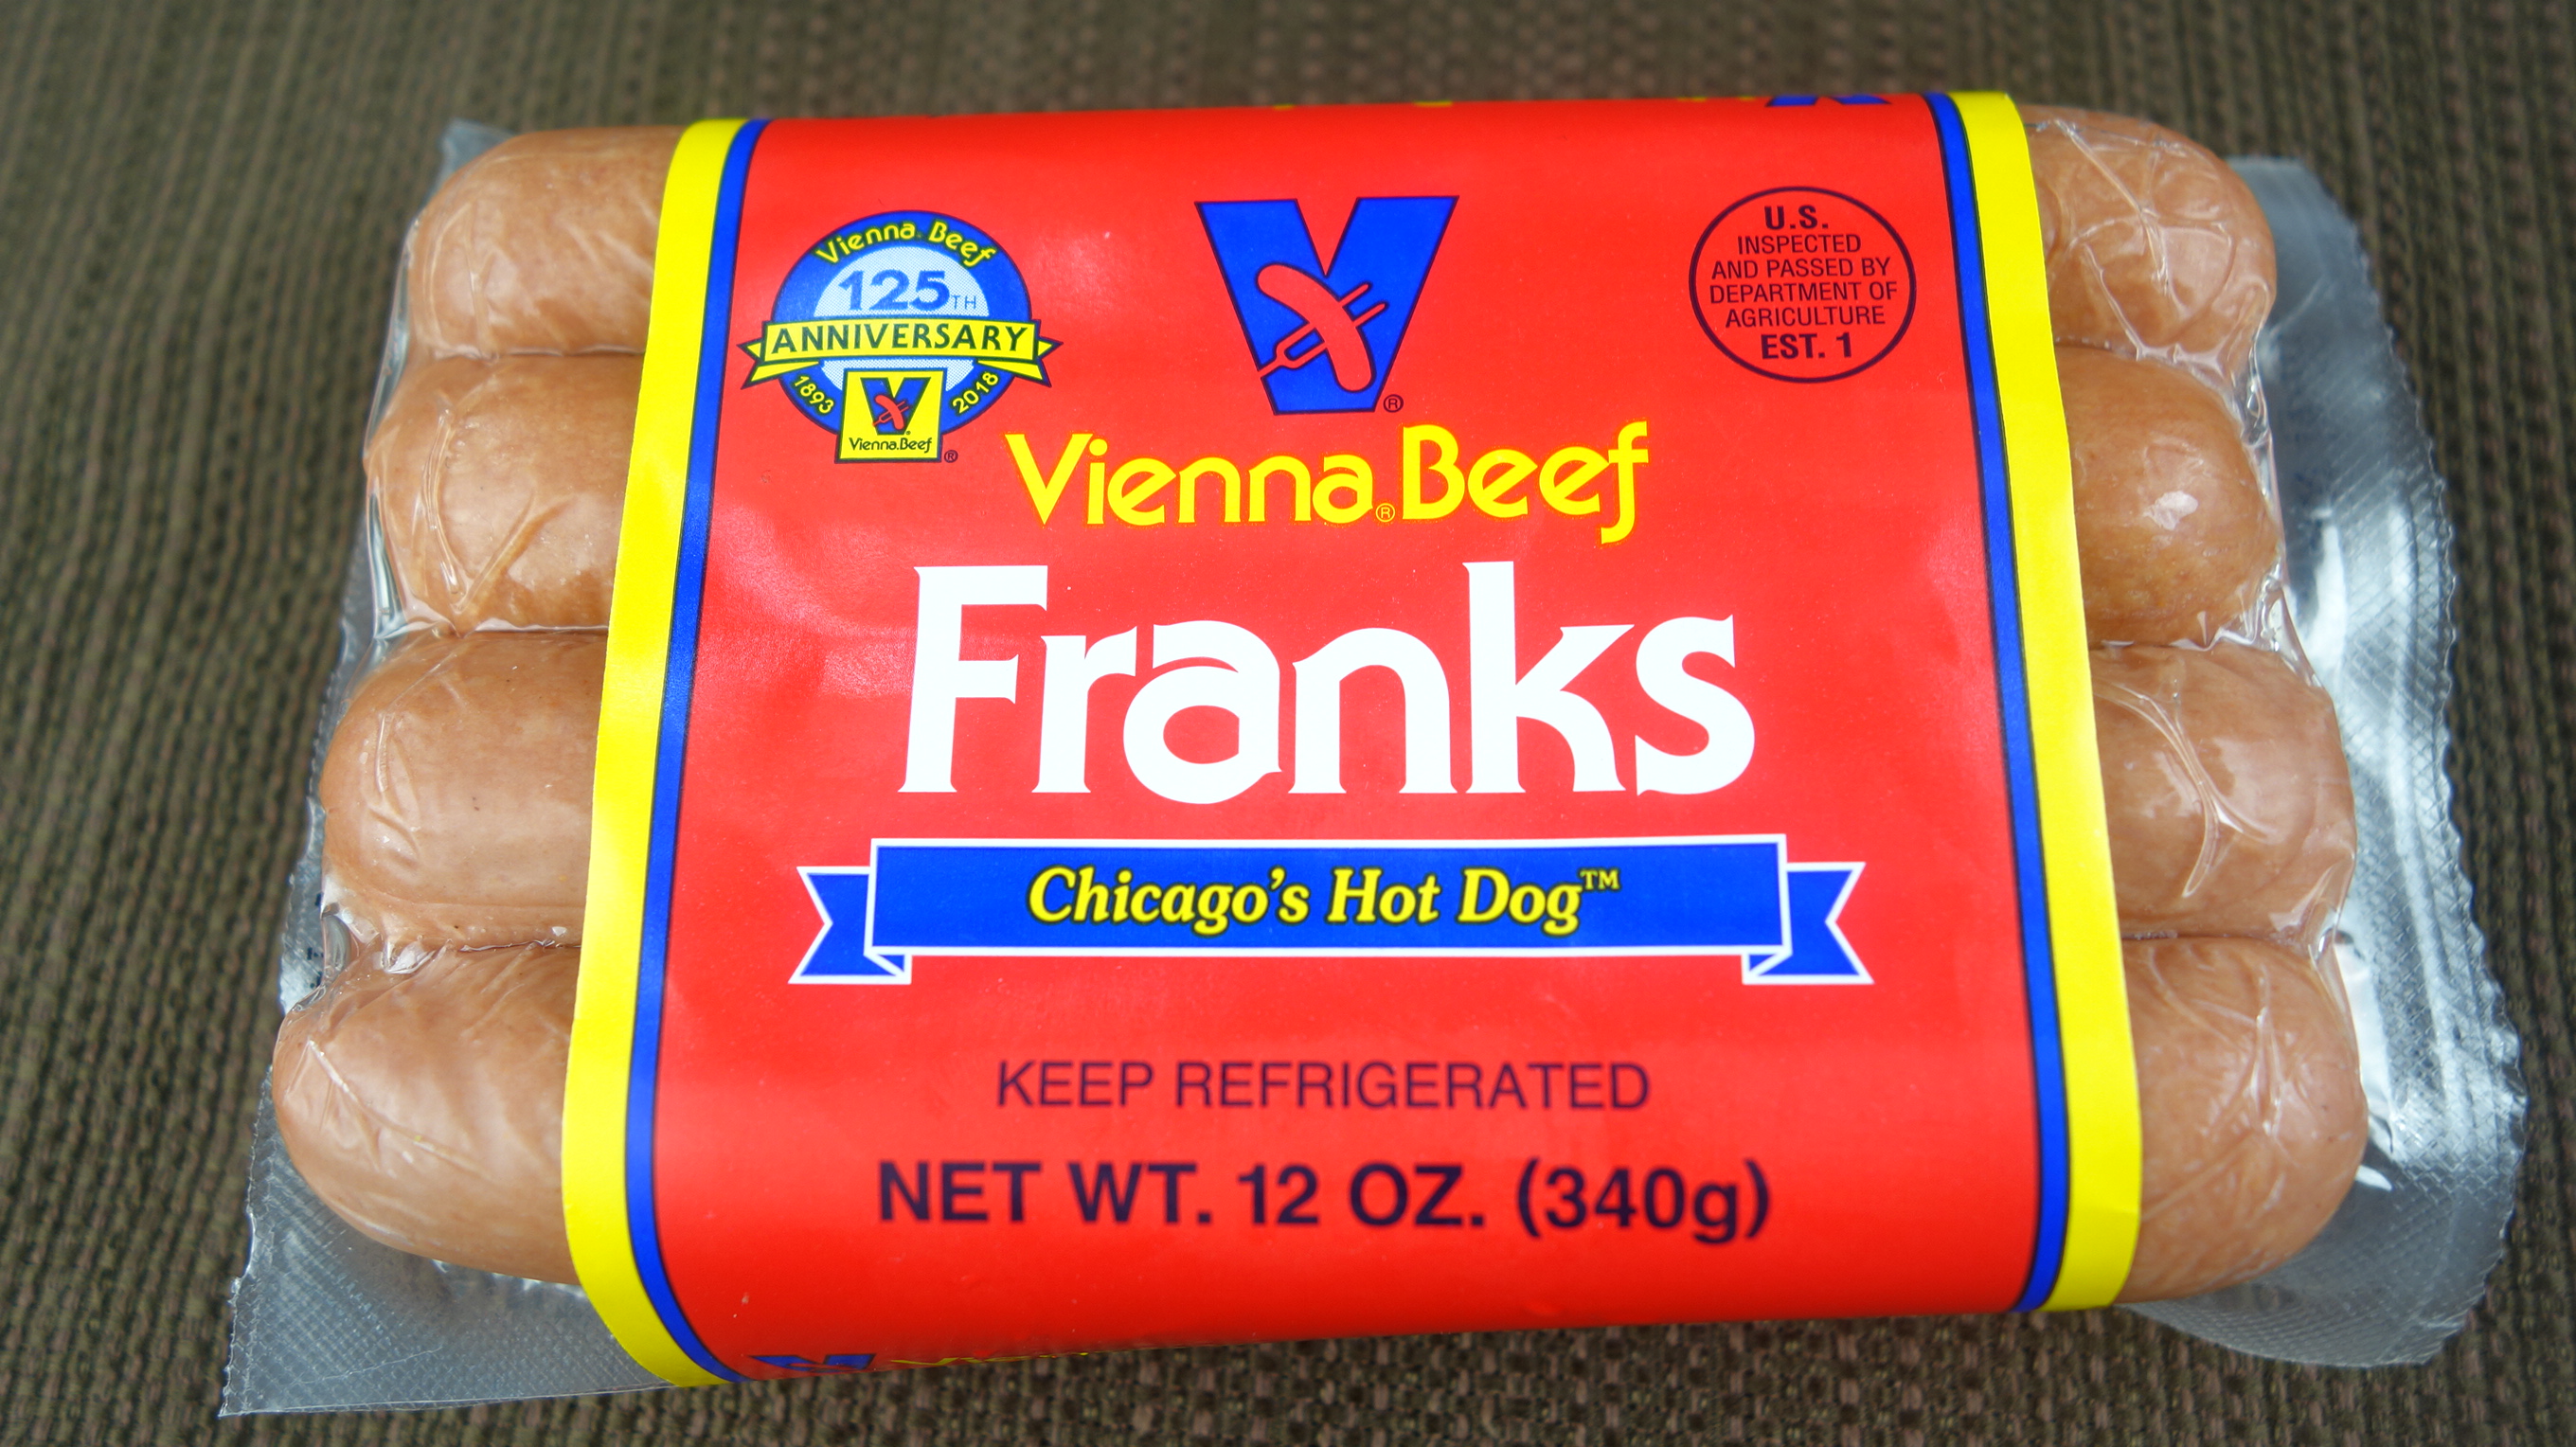 Vienna® Beef
125TH
ANNIVERSARY
1893 2018
Vienna® Beef ®
®
U.S.
INSPECTED
AND PASSED BY
DEPARTMENT OF
AGRICULTURE
EST. 1
Vienna® Beef
Franks
Chicago's Hot Dog™
KEEP REFRIGERATED
NET WT. 12 OZ. (340g)